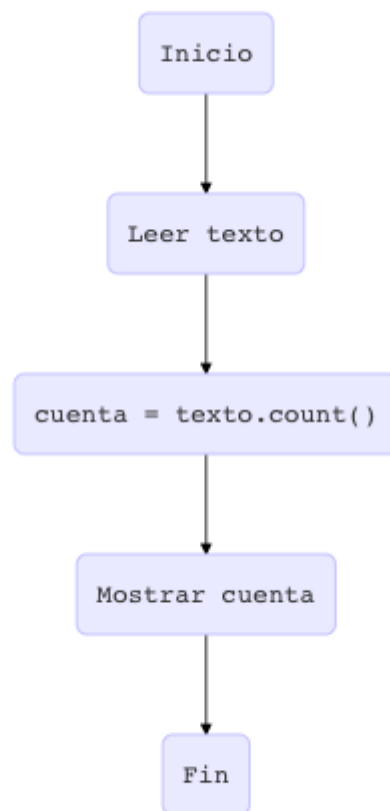 Inicio
Leer texto
cuenta = texto.count()
Mostrar cuenta
Fin